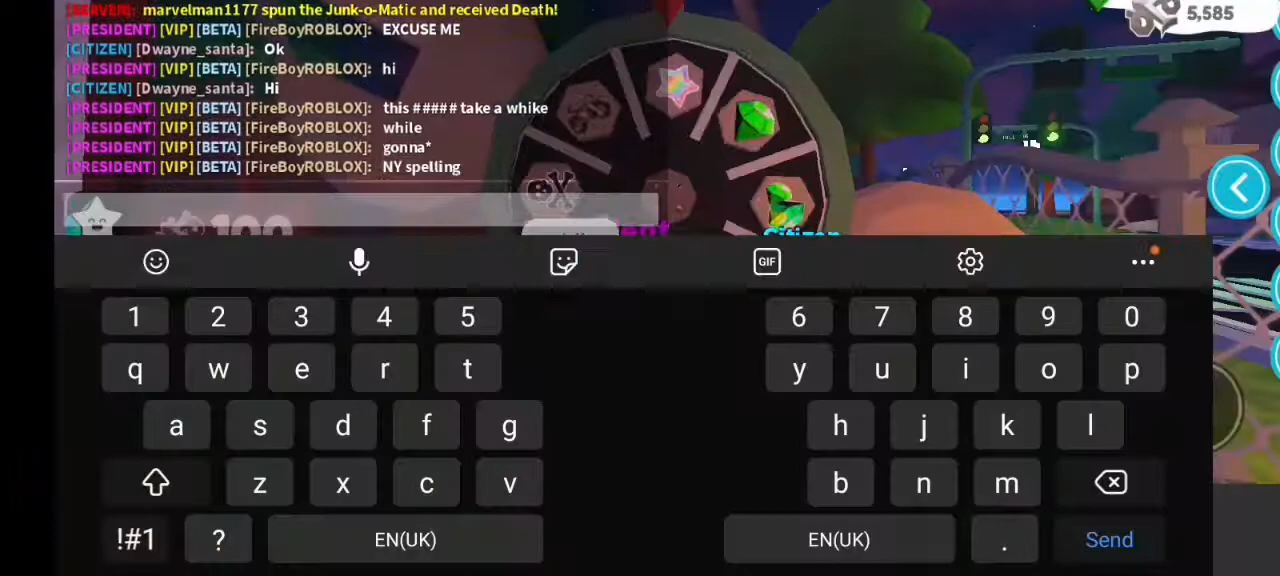 [SERVER]: marvelman1177 spun the Junk-o-Matic and received Death!
[PRESIDENT] [VIP] [BETA] [FireBoyROBLOX]: EXCUSE ME
[CITIZEN] [Dwayne_santa]: Ok
[PRESIDENT] [VIP] [BETA] [FireBoyROBLOX]: hi
[CITIZEN] [Dwayne_santa]: Hi
[PRESIDENT] [VIP] [BETA] [FireBoyROBLOX]: this ##### take a whike
[PRESIDENT] [VIP] [BETA] [FireBoyROBLOX]: while
[PRESIDENT] [VIP] [BETA] [FireBoyROBLOX]: gonna*
[PRESIDENT] [VIP] [BETA] [FireBoyROBLOX]: NY spelling
5,585
100
Citizen
GIF
1 2 3 4 5 6 7 8 9 0
q w e r t y u i o p
a s d f g h j k l
z x c v b n m
!#1 ? EN(UK) EN(UK) . Send